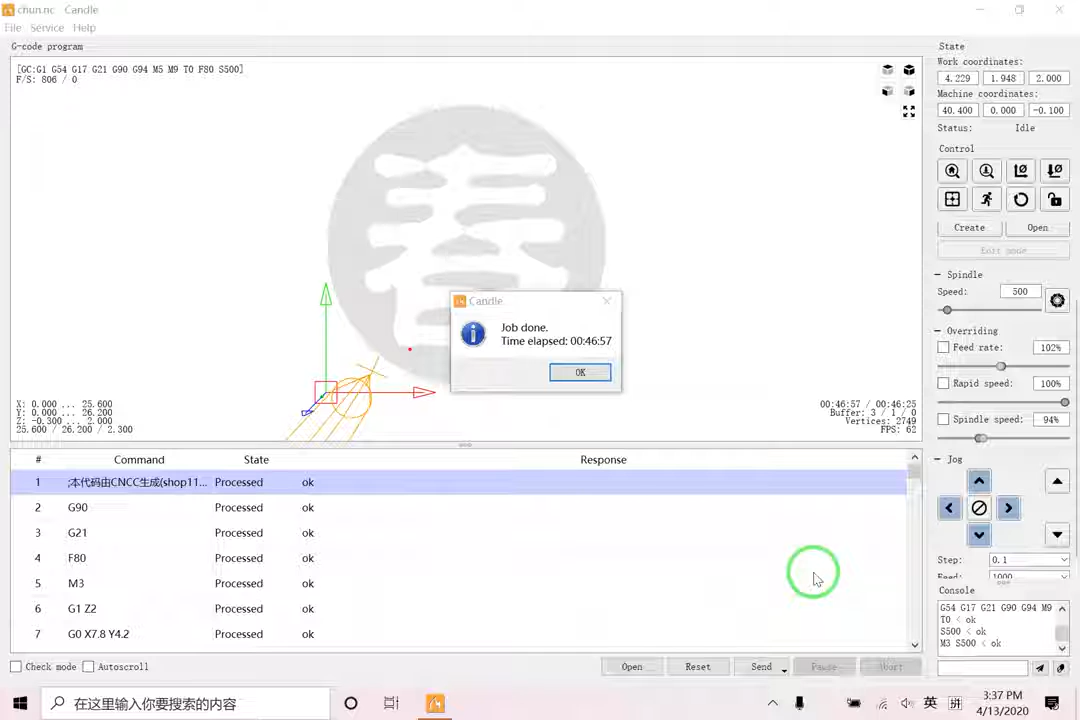 chun.nc Candle
File Service Help
G-code program
[GC:G1 G54 G17 G21 G90 G94 M5 M9 T0 F80 S500]
F/S: 806 / 0
春
Candle
Job done.
Time elapsed: 00:46:57
OK
X: 0.000 ... 25.600
Y: 0.000 ... 26.200
Z: -0.300 ... 2.000
25.600 / 26.200 / 2.300
00:46:57 / 00:46:25
Buffer: 3 / 1 / 0
Vertices: 2749
FPS: 62
# Command State Response
1 ;本代码由CNCC生成(shop11... Processed ok
2 G90 Processed ok
3 G21 Processed ok
4 F80 Processed ok
5 M3 Processed ok
6 G1 Z2 Processed ok
7 G0 X7.8 Y4.2 Processed ok
Check mode Autoscroll
Open Reset Send Pause Abort
State
Work coordinates:
4.229 1.948 2.000
Machine coordinates:
40.400 0.000 -0.100
Status: Idle
Control
Create Open
Edit mode
Spindle
Speed: 500
Overriding
Feed rate: 102%
Rapid speed: 100%
Spindle speed: 94%
Jog
Step: 0.1
Feed: 1000
Console
G54 G17 G21 G90 G94 M9
T0 < ok
S500 < ok
M3 S500 < ok
在这里输入你要搜索的内容
英 拼
3:37 PM
4/13/2020